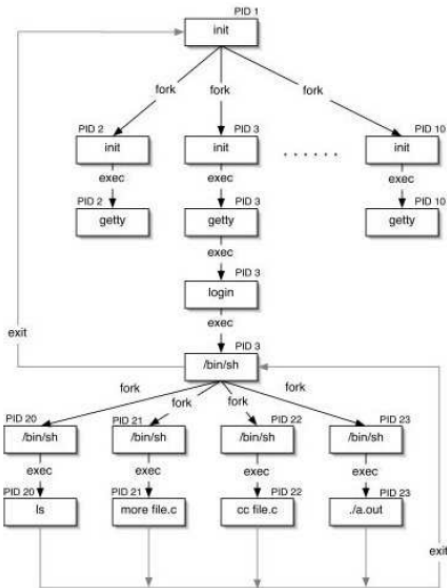 PID 1
init
fork fork fork
PID 2 PID 3 PID 10
init init . . . . . . init
exec exec exec
PID 2 PID 3 PID 10
getty getty getty
exec
PID 3
login
exec
exit
PID 3
/bin/sh
fork fork fork fork
PID 20 PID 21 PID 22 PID 23
/bin/sh /bin/sh /bin/sh /bin/sh
exec exec exec exec
PID 20 PID 21 PID 22 PID 23
ls more file.c cc file.c ./a.out
exit